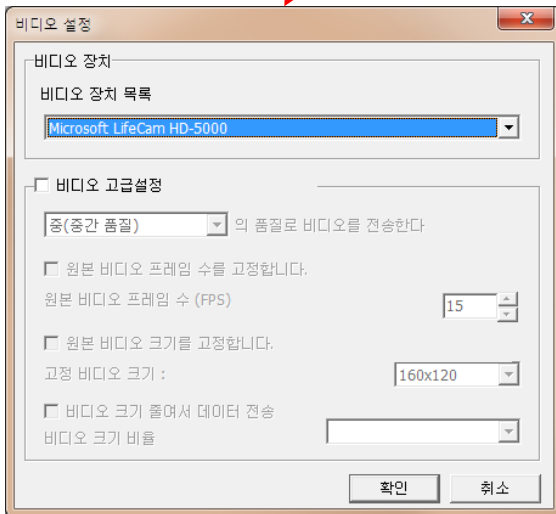 비디오 설정
비디오 장치
비디오 장치 목록
Microsoft LifeCam HD-5000
비디오 고급설정
중(중간 품질) 의 품질로 비디오를 전송한다
원본 비디오 프레임 수를 고정합니다.
원본 비디오 프레임 수 (FPS) 15
원본 비디오 크기를 고정합니다.
고정 비디오 크기 : 160x120
비디오 크기 줄여서 데이터 전송
비디오 크기 비율
확인 취소